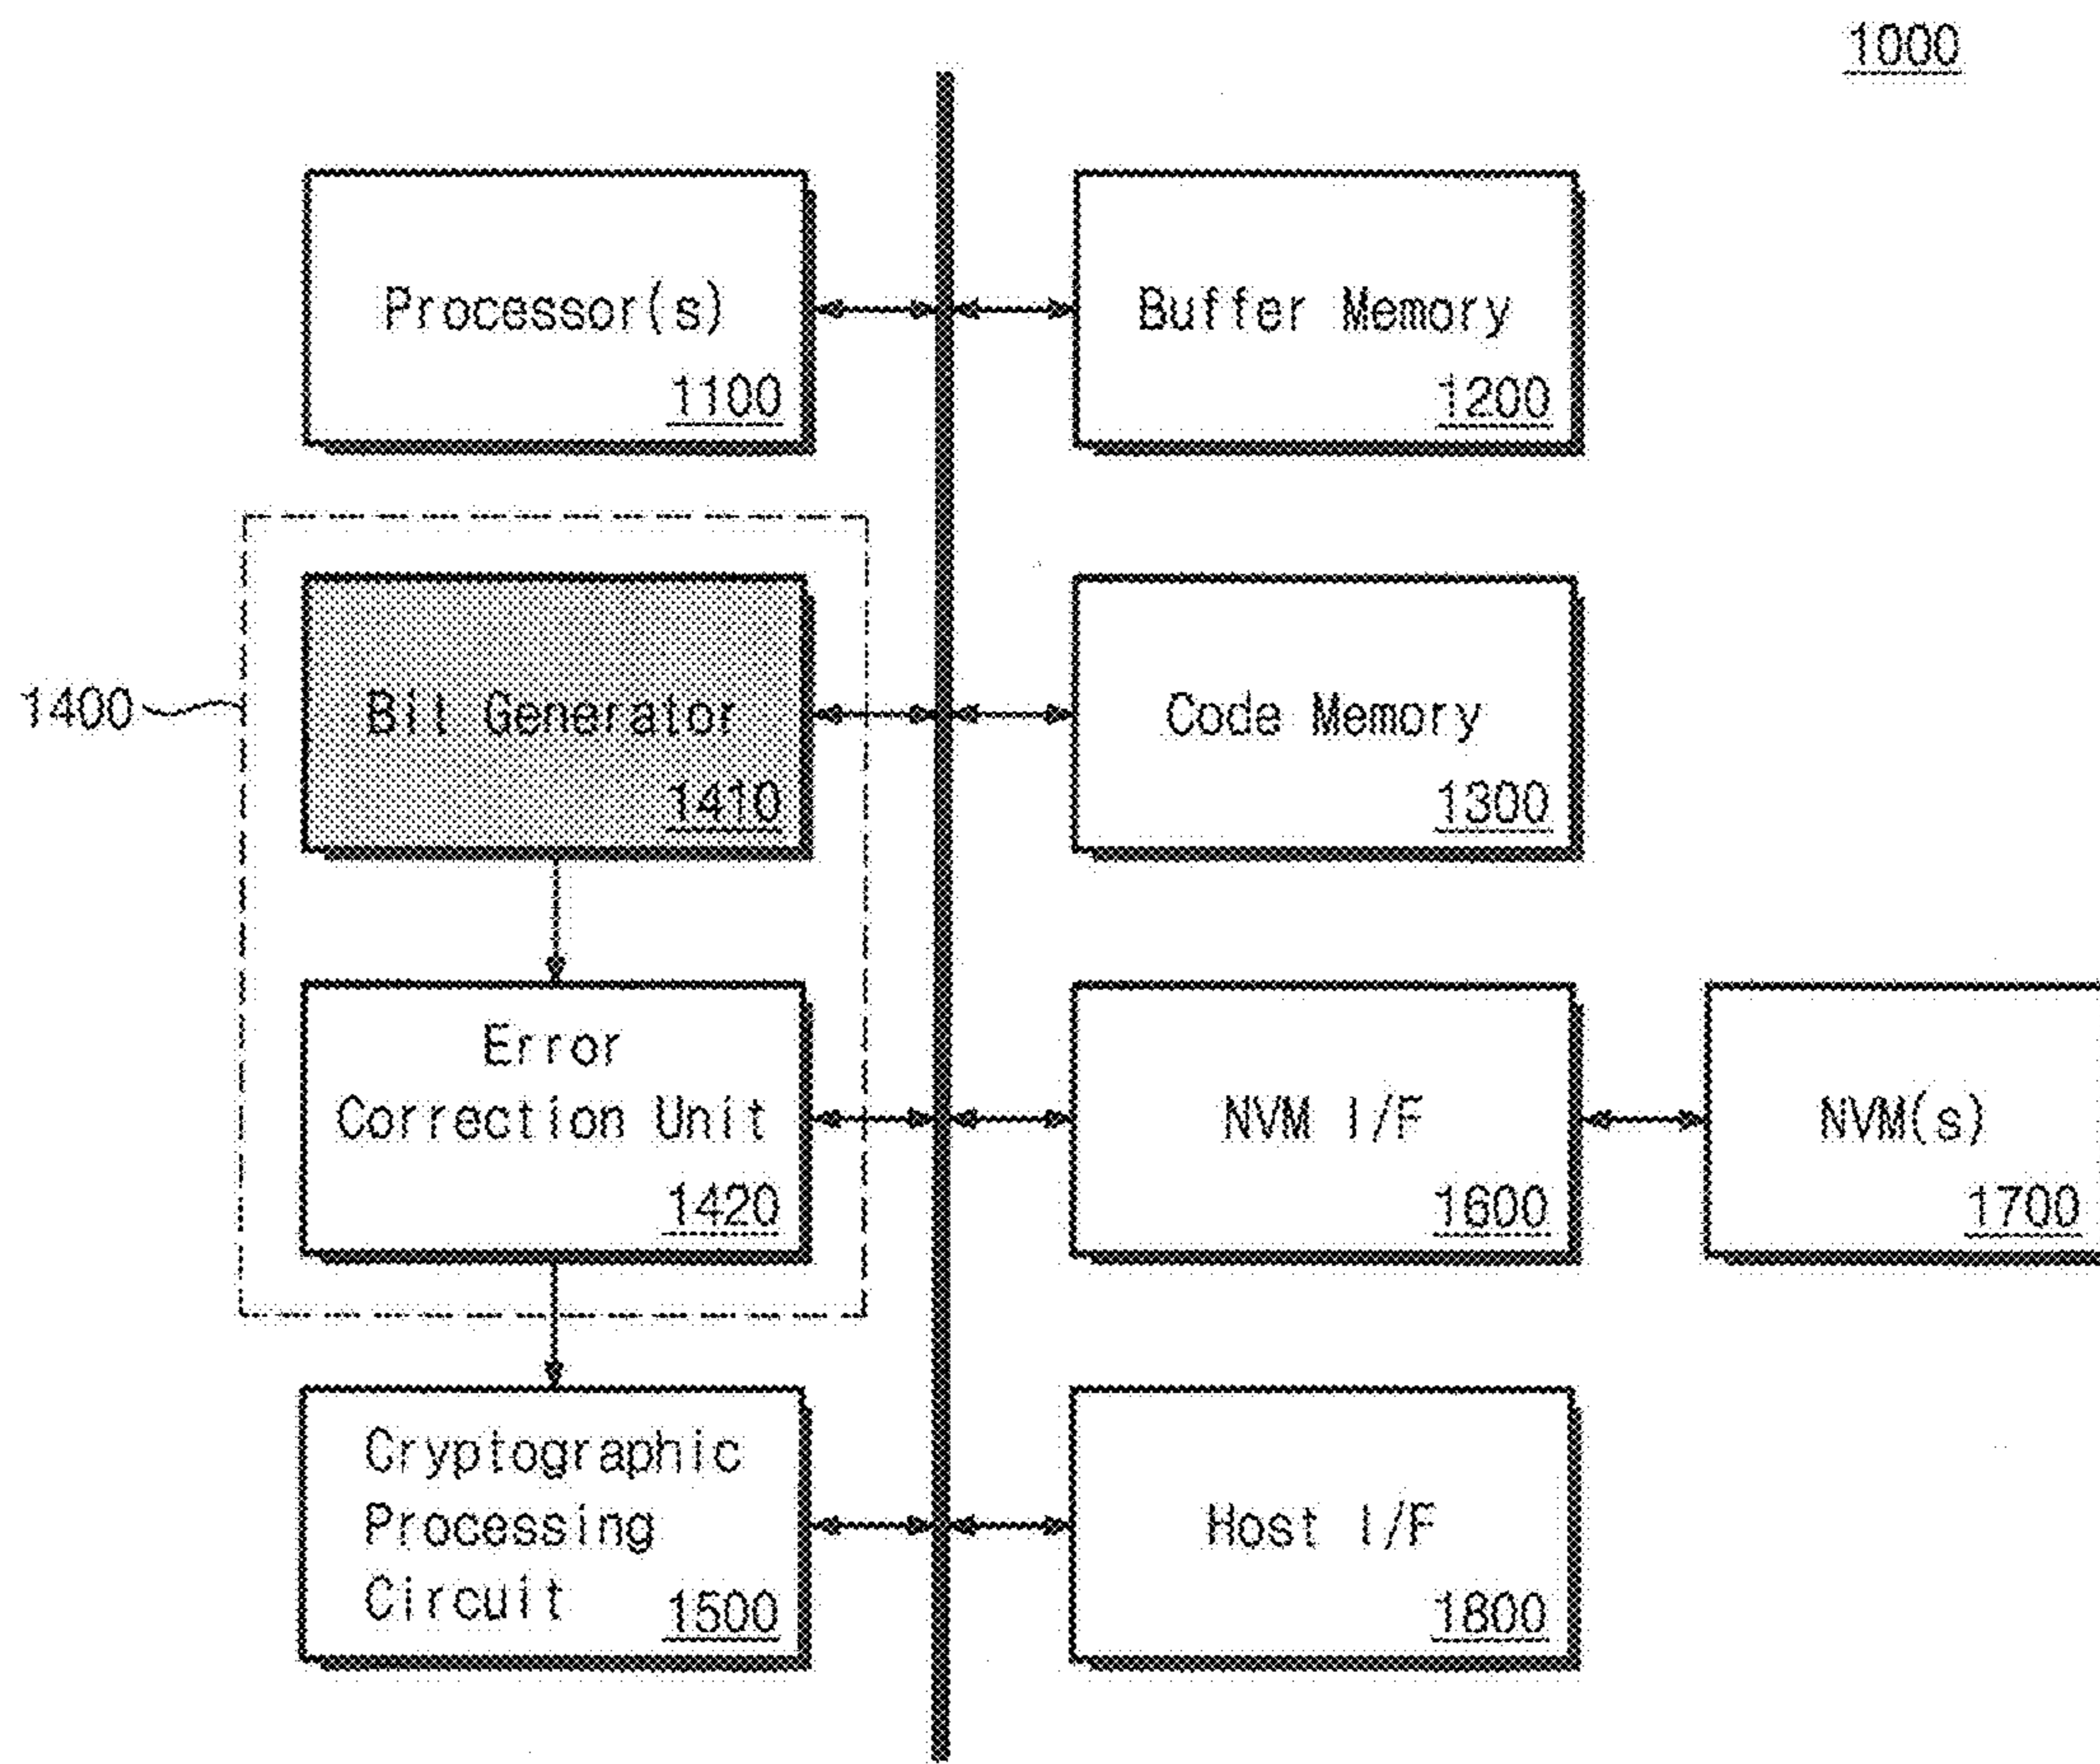 1000
Processor(s)
1100
Buffer Memory
1200
1400
Bit Generator
1410
Code Memory
1300
Error
Correction Unit
1420
NVM I/F
1600
NVM(s)
1700
Cryptographic
Processing
Circuit
1500
Host I/F
1800